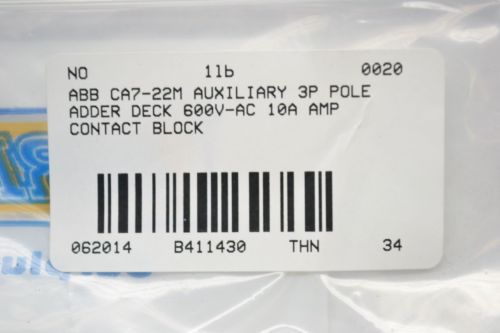 NO 1lb 0020
ABB CA7-22M AUXILIARY 3P POLE
ADDER DECK 600V-AC 10A AMP
CONTACT BLOCK
062014 B411430 THN 34